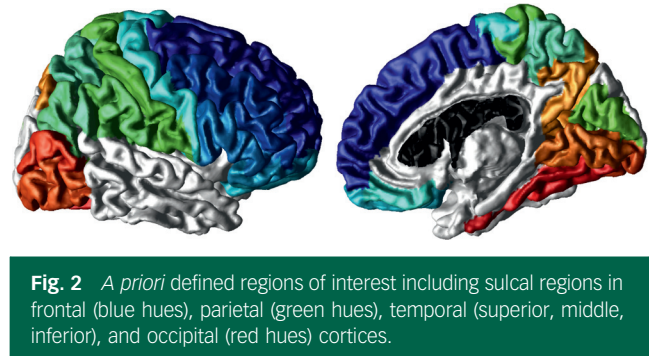 Fig. 2 A priori defined regions of interest including sulcal regions in
frontal (blue hues), parietal (green hues), temporal (superior, middle,
inferior), and occipital (red hues) cortices.